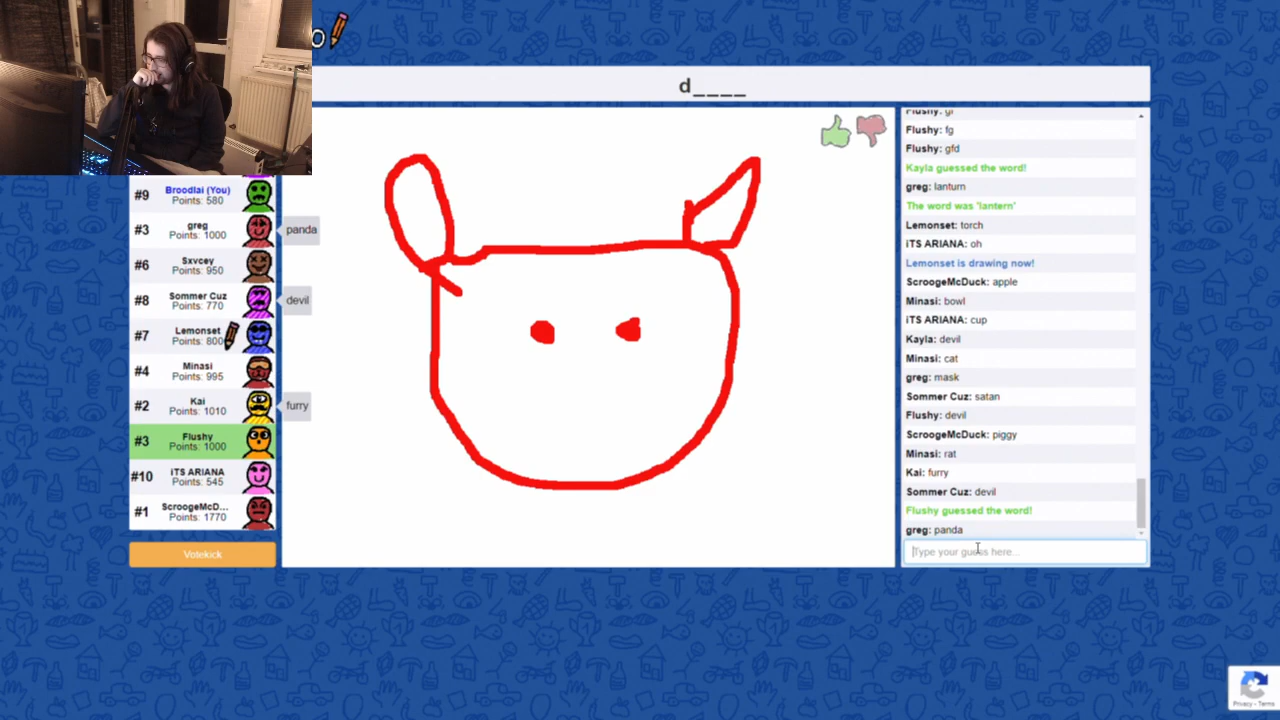 d____
Flushy: gf
Flushy: fg
Flushy: gfd
Kayla guessed the word!
greg: lanturn
The word was 'lantern'
Lemonset: torch
iTS ARIANA: oh
Lemonset is drawing now!
ScroogeMcDuck: apple
Minasi: bowl
iTS ARIANA: cup
Kayla: devil
Minasi: cat
greg: mask
Sommer Cuz: satan
Flushy: devil
ScroogeMcDuck: piggy
Minasi: rat
Kai: furry
Sommer Cuz: devil
Flushy guessed the word!
greg: panda
Type your guess here...
#9 Broodlai (You)
Points: 580
#3 greg
Points: 1000
panda
#6 Sxvcey
Points: 950
#8 Sommer Cuz
Points: 770
devil
#7 Lemonset
Points: 800
#4 Minasi
Points: 995
#2 Kai
Points: 1010
furry
#3 Flushy
Points: 1000
#10 iTS ARIANA
Points: 545
#1 ScroogeMcD...
Points: 1770
Votekick
Privacy - Terms